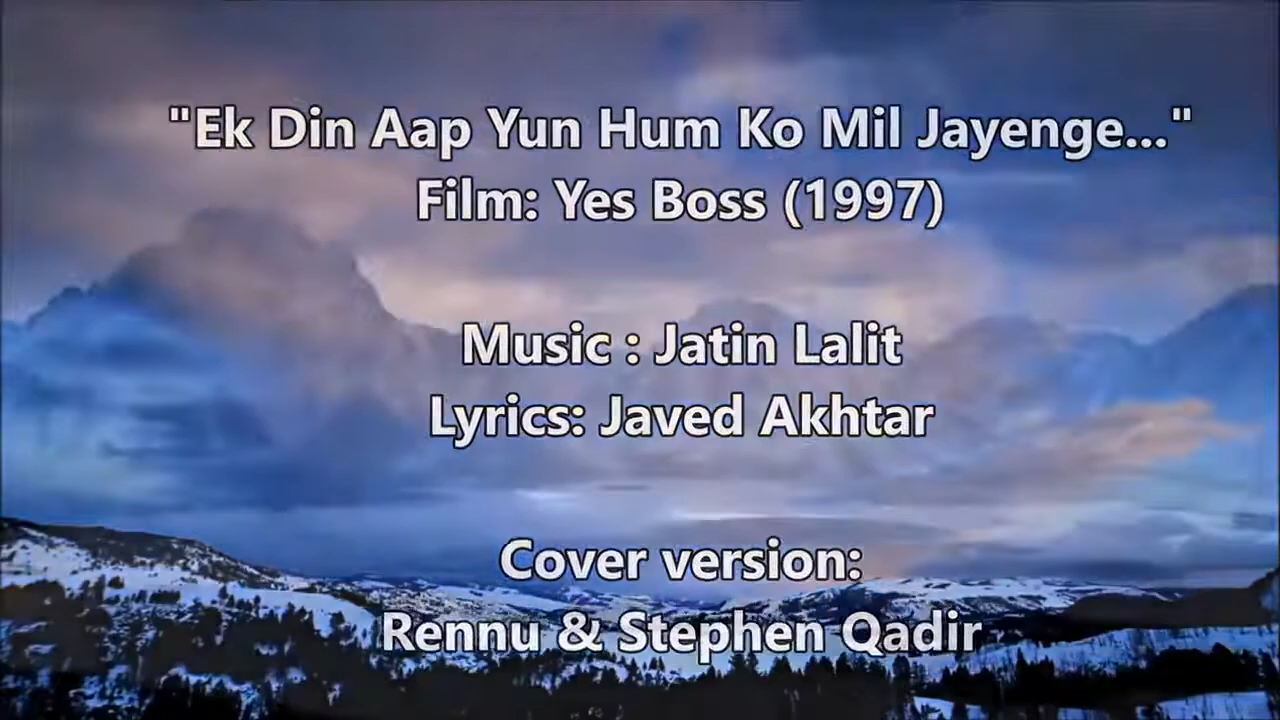 "Ek Din Aap Yun Hum Ko Mil Jayenge..."
Film: Yes Boss (1997)
Music : Jatin Lalit
Lyrics: Javed Akhtar
Cover version:
Rennu & Stephen Qadir